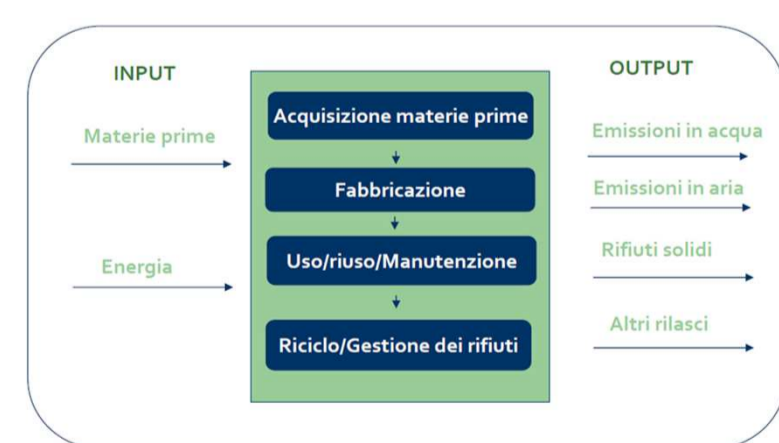 INPUT
Materie prime
Energia
Acquisizione materie prime
Fabbricazione
Uso/riuso/Manutenzione
Riciclo/Gestione dei rifiuti
OUTPUT
Emissioni in acqua
Emissioni in aria
Rifiuti solidi
Altri rilasci